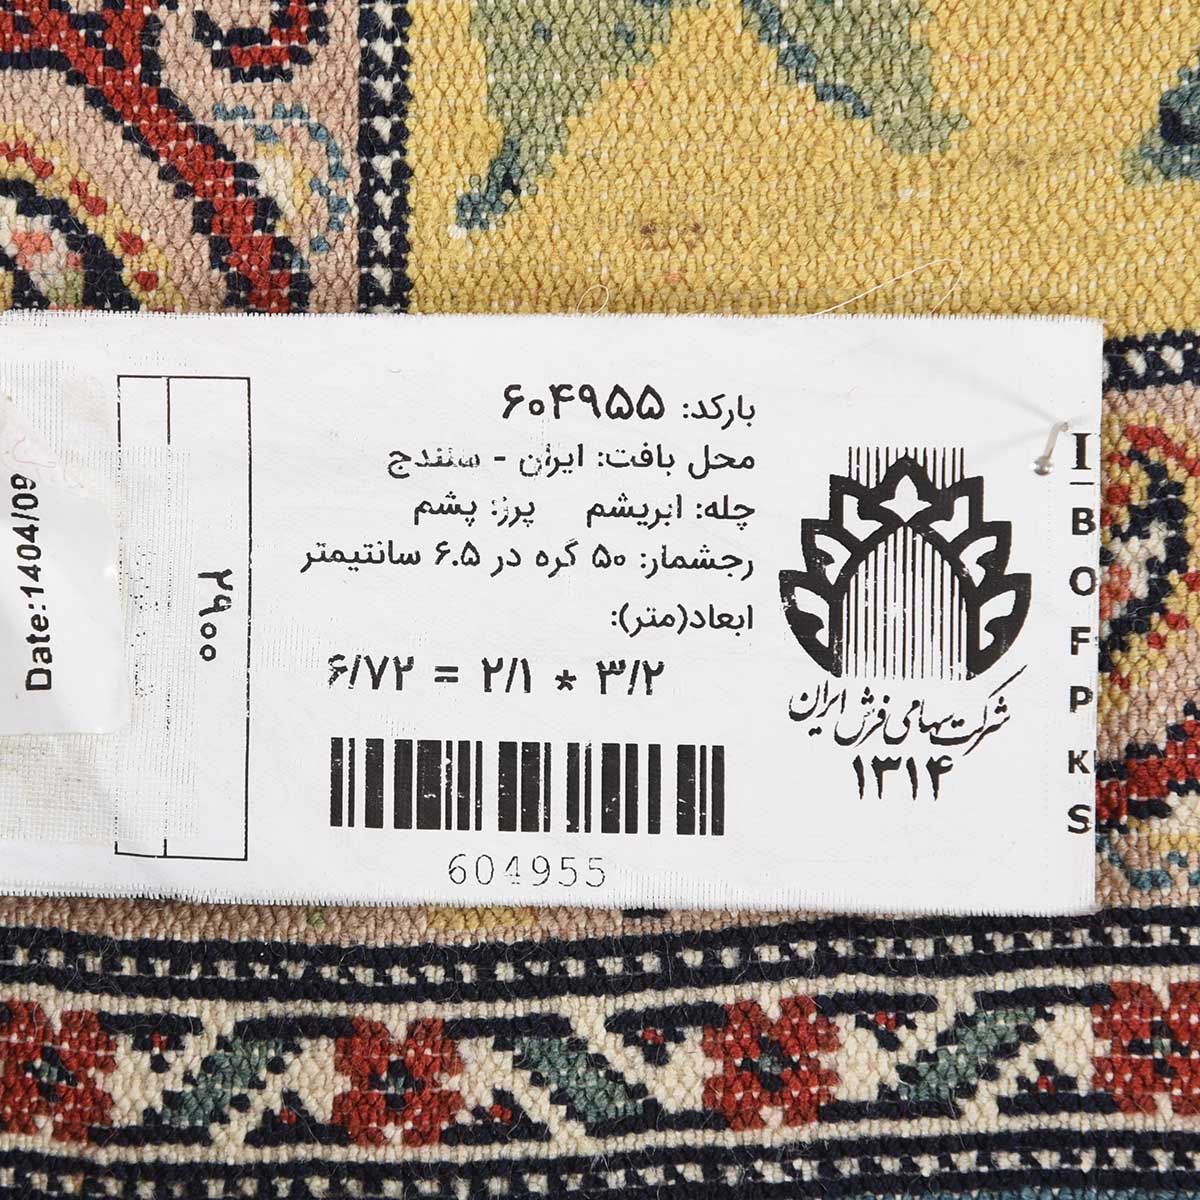 بارکد: ۶۰۴۹۵۵
محل بافت: ایران - سنندج
چله: ابریشم پرز: پشم
رجشمار: ۵۰ گره در ۶.۵ سانتیمتر
ابعاد(متر):
۶/۷۲ = ۲/۱ * ۳/۲
604955
شرکت سهامی فرش ایران
۱۳۱۴
I BOFPKS
۲۹۰۰
Date:1404/09